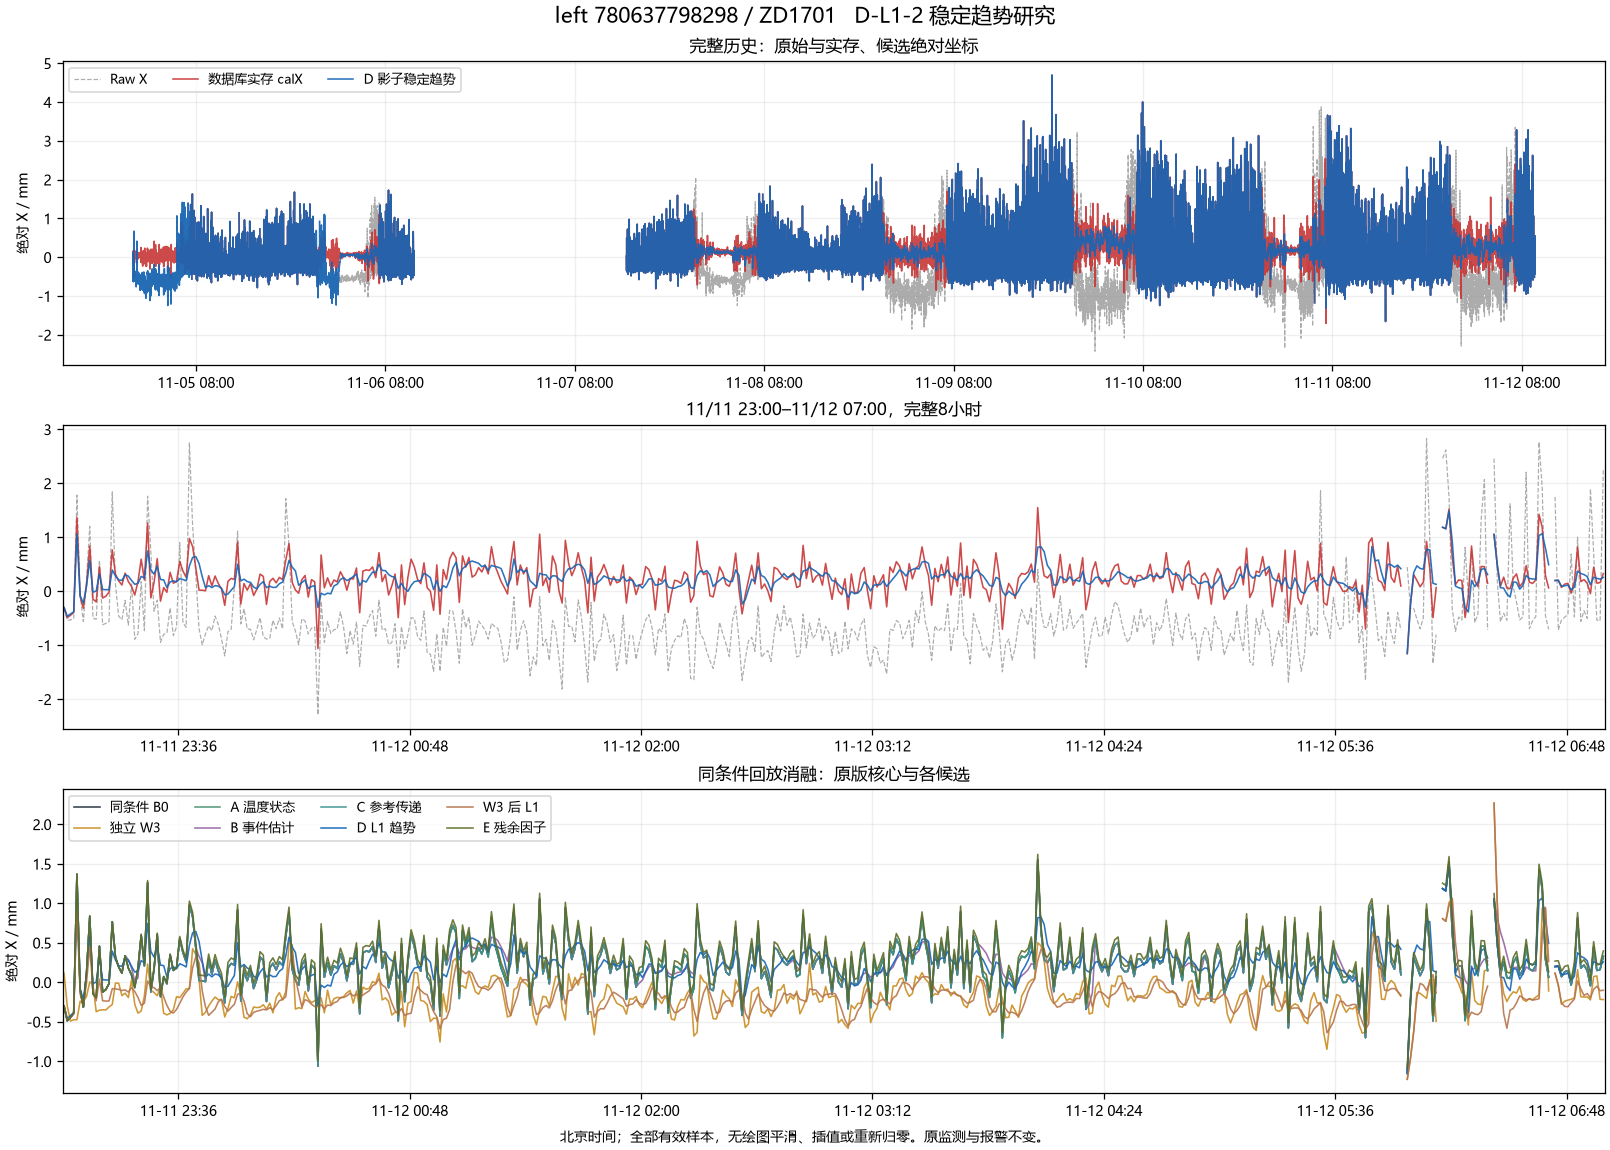 left 780637798298 / ZD1701   D-L1-2 稳定趋势研究
完整历史：原始与实存、候选绝对坐标
Raw X
数据库实存 calX
D 影子稳定趋势
绝对 X / mm
5
4
3
2
1
0
-1
-2
11-05 08:00
11-06 08:00
11-07 08:00
11-08 08:00
11-09 08:00
11-10 08:00
11-11 08:00
11-12 08:00
11/11 23:00–11/12 07:00，完整8小时
绝对 X / mm
3
2
1
0
-1
-2
11-11 23:36
11-12 00:48
11-12 02:00
11-12 03:12
11-12 04:24
11-12 05:36
11-12 06:48
同条件回放消融：原版核心与各候选
同条件 B0
A 温度状态
C 参考传递
W3 后 L1
独立 W3
B 事件估计
D L1 趋势
E 残余因子
绝对 X / mm
2.0
1.5
1.0
0.5
0.0
-0.5
-1.0
11-11 23:36
11-12 00:48
11-12 02:00
11-12 03:12
11-12 04:24
11-12 05:36
11-12 06:48
北京时间；全部有效样本，无绘图平滑、插值或重新归零。原监测与报警不变。